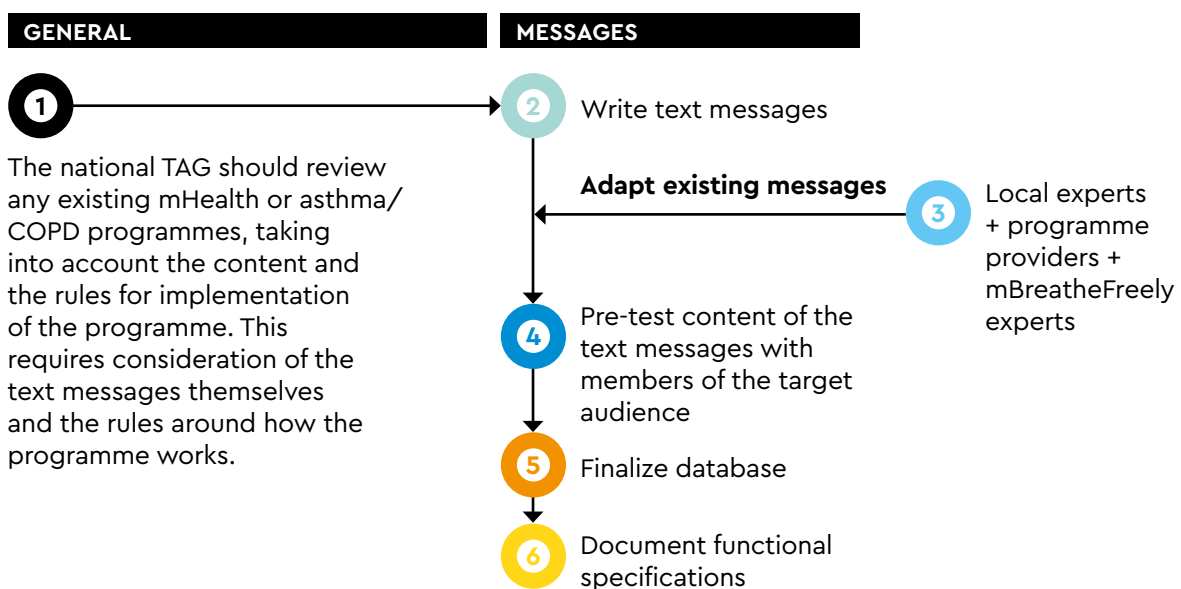 GENERAL
MESSAGES
1
The national TAG should review
any existing mHealth or asthma/
COPD programmes, taking
into account the content and
the rules for implementation
of the programme. This
requires consideration of the
text messages themselves
and the rules around how the
programme works.
2
Write text messages
Adapt existing messages
3
Local experts
+ programme
providers +
mBreatheFreely
experts
4
Pre-test content of the
text messages with
members of the target
audience
5
Finalize database
6
Document functional
specifications